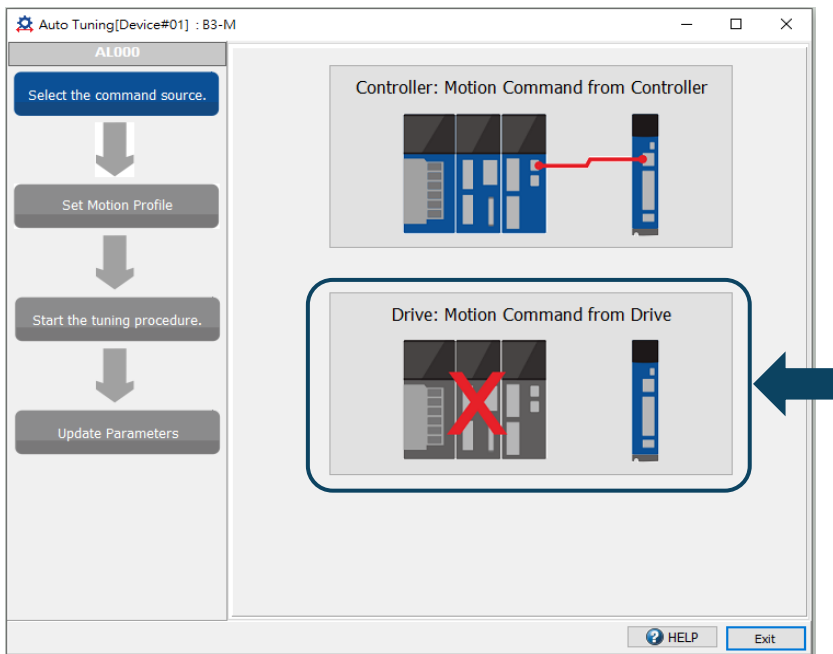 Auto Tuning[Device#01] : B3-M
AL000
Select the command source.
Set Motion Profile
Start the tuning procedure.
Update Parameters
Controller: Motion Command from Controller
Drive: Motion Command from Drive
X
HELP
Exit